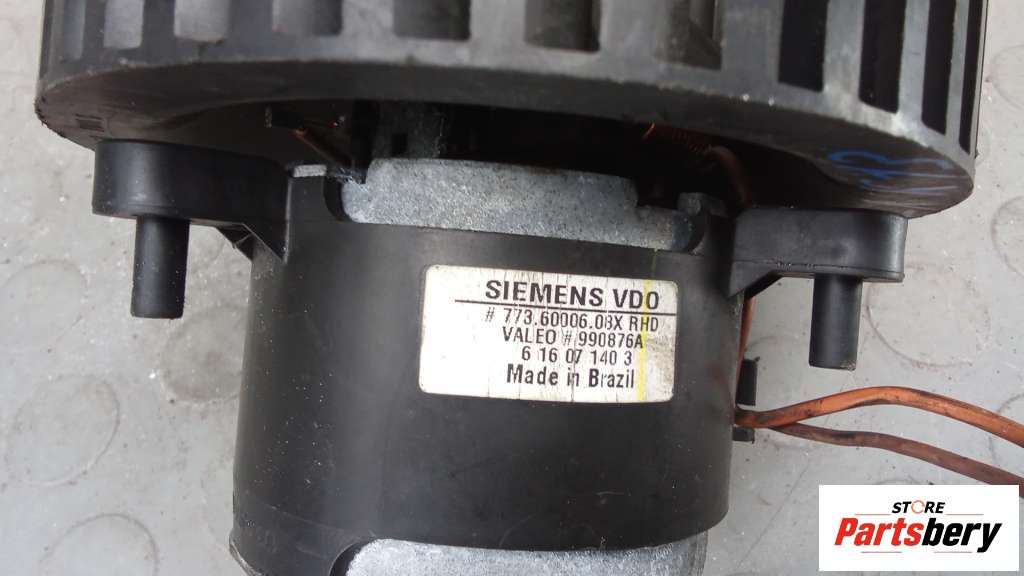 SIEMENS VDO
# 773.60006.08X RHD
VALEO # 990876A
6 16 07 140 3
Made in Brazil
STORE
Partsbery